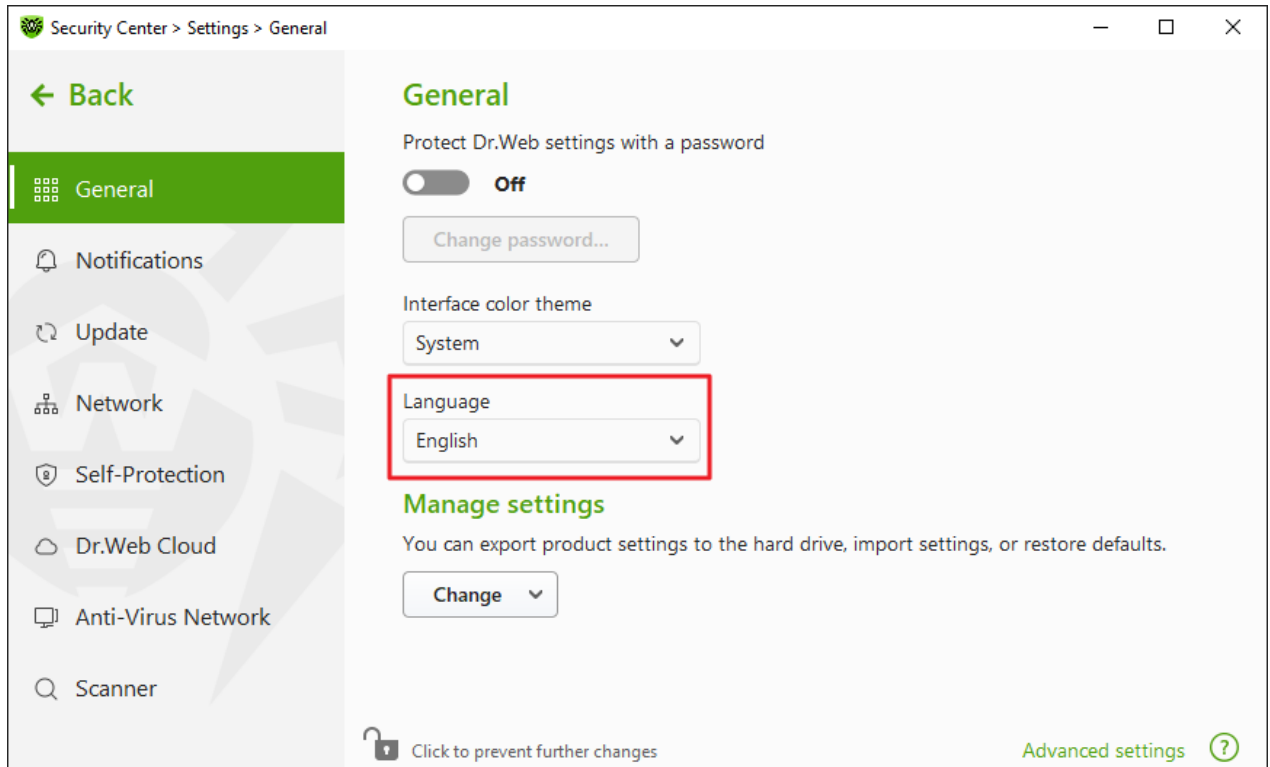 Security Center > Settings > General
Back
General
Notifications
Update
Network
Self-Protection
Dr.Web Cloud
Anti-Virus Network
Scanner
General
Protect Dr.Web settings with a password
Off
Change password...
Interface color theme
System
Language
English
Manage settings
You can export product settings to the hard drive, import settings, or restore defaults.
Change
Click to prevent further changes
Advanced settings
?